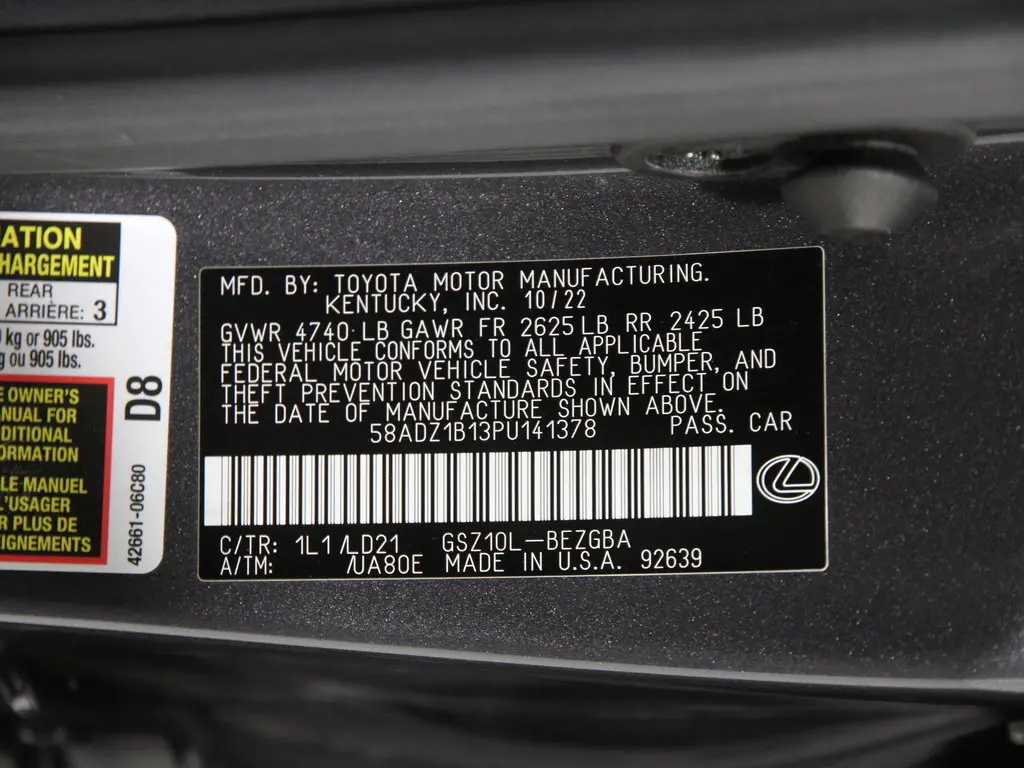 ATION
HARGEMENT
REAR
ARRIÈRE: 3
kg or 905 lbs.
g ou 905 lbs.
E OWNER'S
ANUAL FOR
DITIONAL
FORMATION
LE MANUEL
L'USAGER
R PLUS DE
EIGNEMENTS
D8
42661-06C80
MFD. BY: TOYOTA MOTOR MANUFACTURING.
KENTUCKY, INC. 10/22
GVWR 4740 LB GAWR FR 2625 LB RR 2425 LB
THIS VEHICLE CONFORMS TO ALL APPLICABLE
FEDERAL MOTOR VEHICLE SAFETY, BUMPER, AND
THEFT PREVENTION STANDARDS IN EFFECT ON
THE DATE OF MANUFACTURE SHOWN ABOVE.
58ADZ1B13PU141378 PASS. CAR
C/TR: 1L1 /LD21 GSZ10L-BEZGBA
A/TM: /UA80E MADE IN U.S.A. 92639